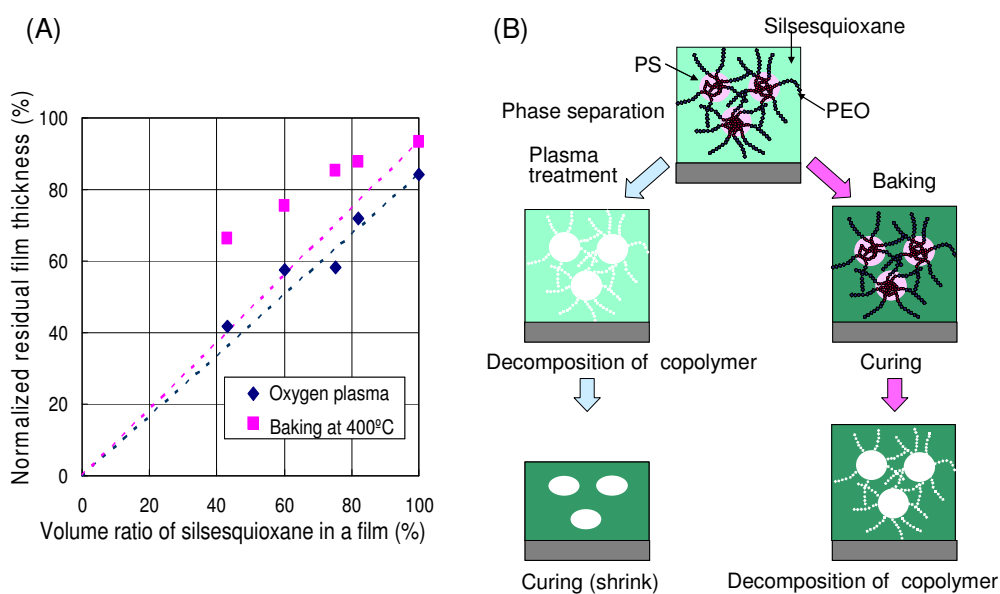 (A)
Normalized residual film thickness (%)
100
80
60
40
20
0
0 20 40 60 80 100
Volume ratio of silsesquioxane in a film (%)
Oxygen plasma
Baking at 400ºC
(B)
Silsesquioxane
PS
PEO
Phase separation
Plasma
treatment
Baking
Decomposition of copolymer
Curing
Curing (shrink)
Decomposition of copolymer